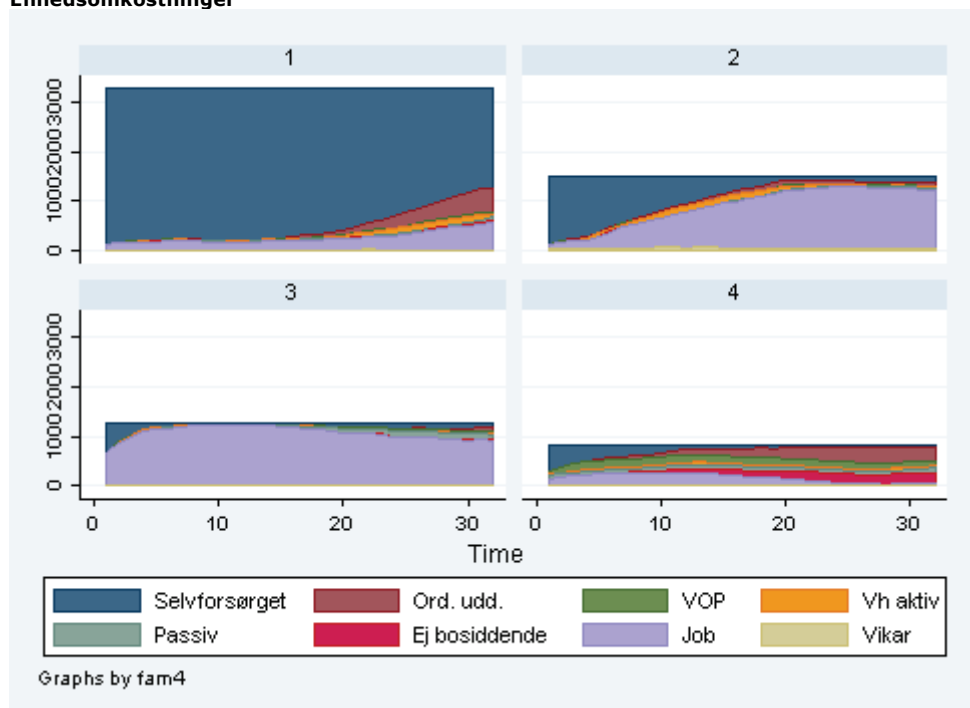 Enhedsomkostninger
1
2
0 1000 2000 3000
3
4
0 1000 2000 3000
0 10 20 30 0 10 20 30
Time
Selvforsørget Ord. udd. VOP Vh aktiv
Passiv Ej bosiddende Job Vikar
Graphs by fam4